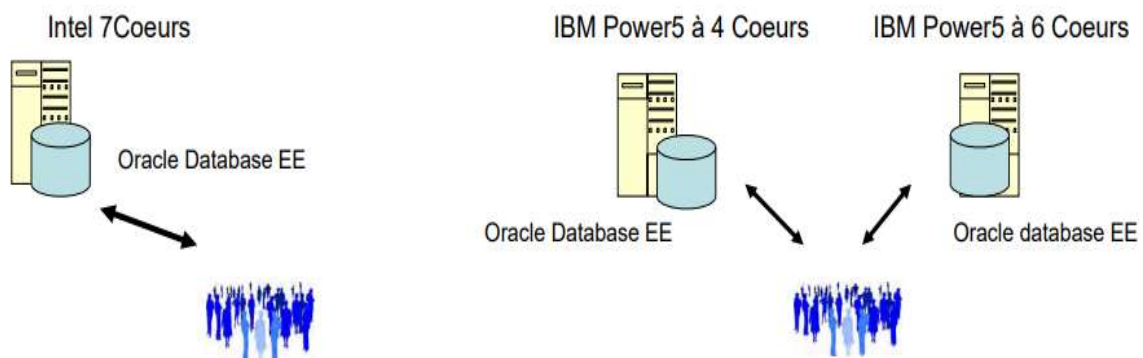 Intel 7Coeurs
IBM Power5 à 4 Coeurs
IBM Power5 à 6 Coeurs
Oracle Database EE
Oracle Database EE
Oracle database EE